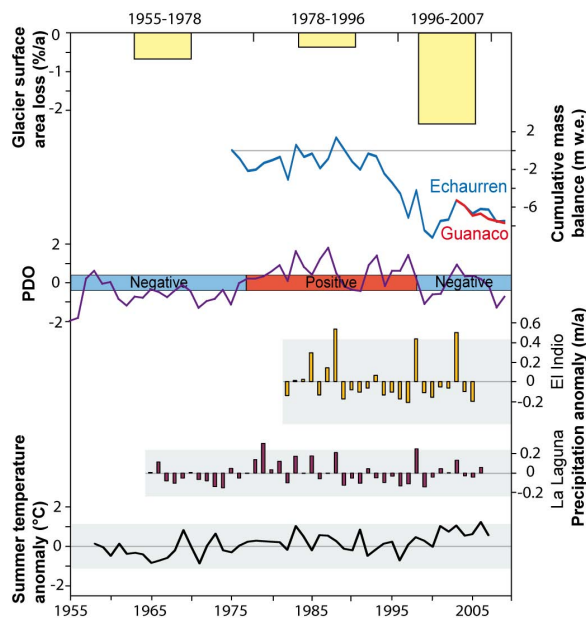 1955-1978 1978-1996 1996-2007
Glacier surface
area loss (%/a)
0
-1
-2
Cumulative mass
balance (m w.e.)
2
-2
-6
Echaurren
Guanaco
PDO
2
0
-2
Negative Positive Negative
Precipitation anomaly (m/a)
El Indio
0.6
0.4
0.2
0
-0.2
La Laguna
0.2
0
-0.2
Summer temperature
anomaly (°C)
2
0
-2
1955 1965 1975 1985 1995 2005